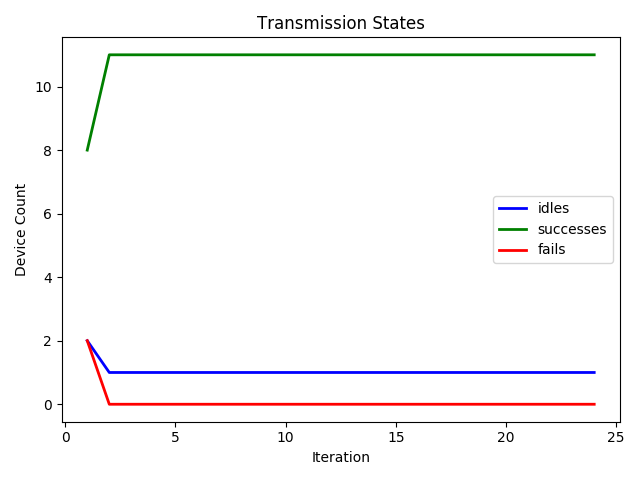 Transmission States
Device Count
10
8
6
4
2
0
idles
successes
fails
0 5 10 15 20 25
Iteration